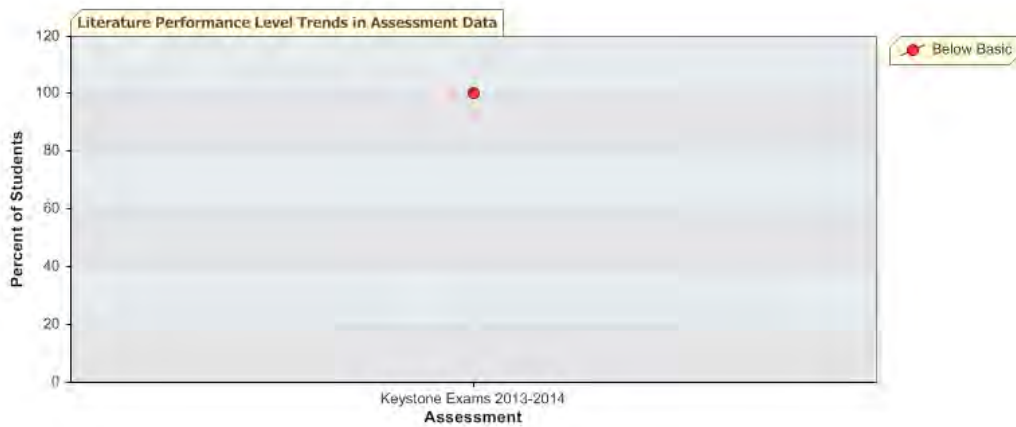 Literature Performance Level Trends in Assessment Data
120
100
80
60
40
20
0
Percent of Students
Below Basic
Keystone Exams 2013-2014
Assessment